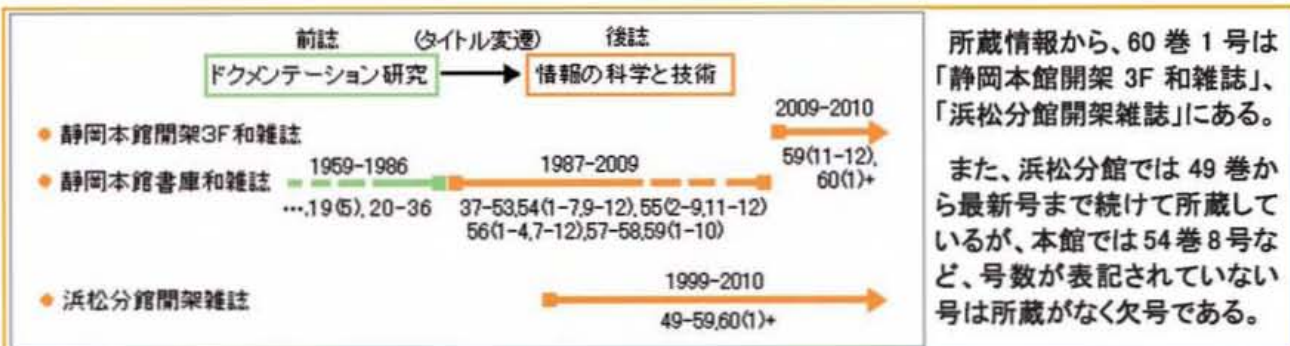 前誌 (タイトル変遷) 後誌
ドクメンテーション研究 情報の科学と技術
2009-2010
静岡本館開架3F和雑誌
59(11-12),
60(1)+
静岡本館書庫和雑誌
1959-1986
1987-2009
…,19(5), 20-36
37-53,54(1-7,9-12),55(2-9,11-12)
56(1-4,7-12),57-58,59(1-10)
浜松分館開架雑誌
1999-2010
49-59,60(1)+
所蔵情報から、60 巻 1 号は
「静岡本館開架 3F 和雑誌」、
「浜松分館開架雑誌」にある。
また、浜松分館では 49 巻か
ら最新号まで続けて所蔵して
いるが、本館では 54 巻 8 号な
ど、号数が表記されていない
号は所蔵がなく欠号である。